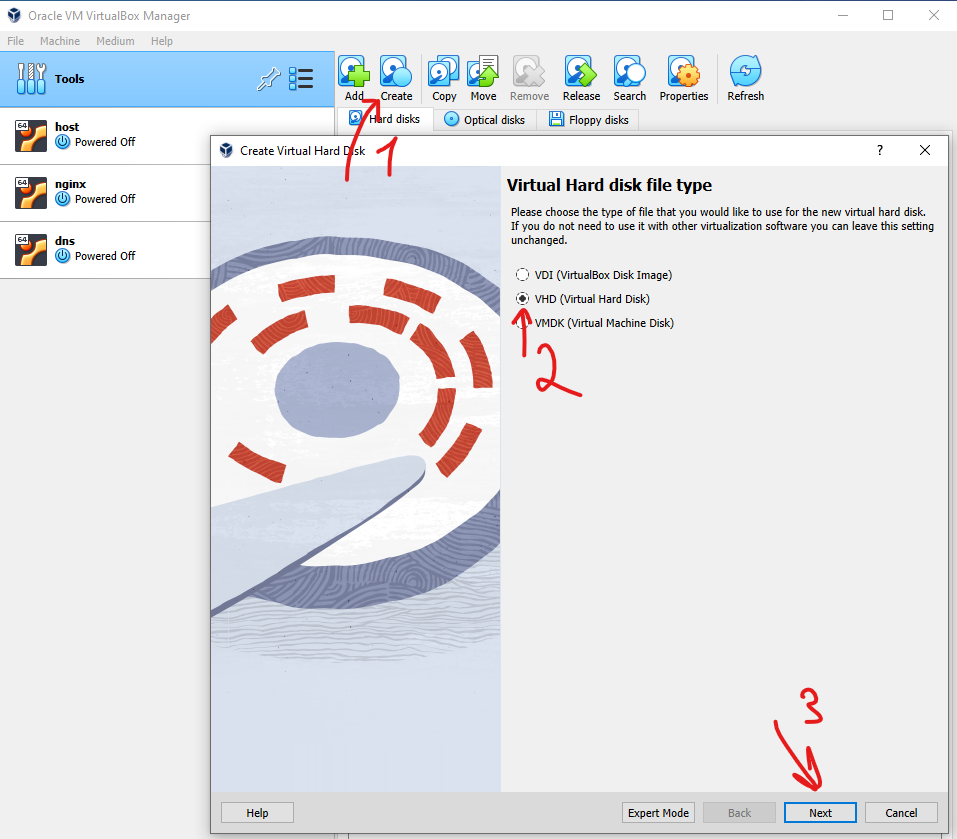 Oracle VM VirtualBox Manager
File Machine Medium Help
Tools
Add Create Copy Move Remove Release Search Properties Refresh
Hard disks Optical disks Floppy disks
64
host
Powered Off
64
nginx
Powered Off
64
dns
Powered Off
1
Create Virtual Hard Disk
?
Virtual Hard disk file type
Please choose the type of file that you would like to use for the new virtual hard disk.
If you do not need to use it with other virtualization software you can leave this setting
unchanged.
VDI (VirtualBox Disk Image)
VHD (Virtual Hard Disk)
VMDK (Virtual Machine Disk)
2
3
Help Expert Mode Back Next Cancel